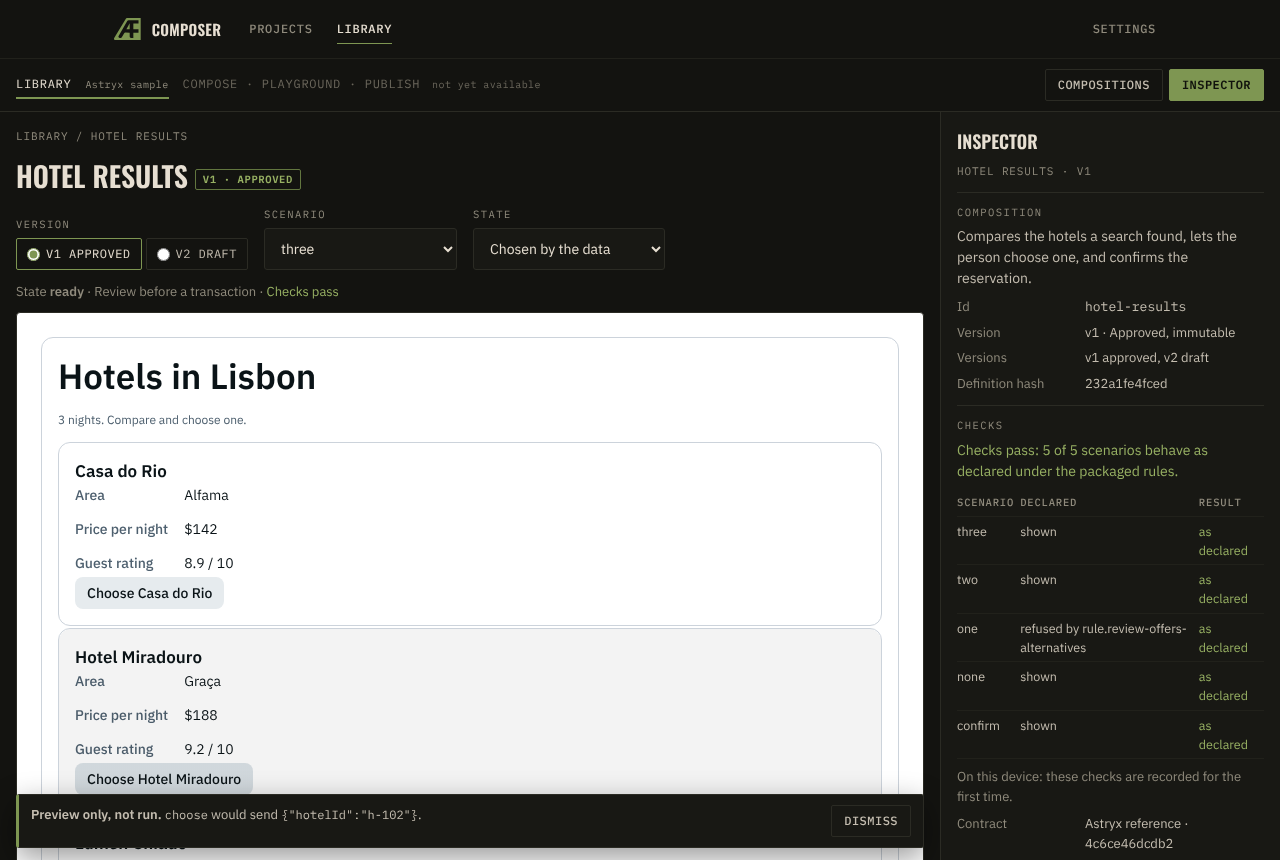 COMPOSER PROJECTS LIBRARY SETTINGS
LIBRARY Astryx sample COMPOSE · PLAYGROUND · PUBLISH not yet available COMPOSITIONS INSPECTOR
LIBRARY / HOTEL RESULTS
HOTEL RESULTS V1 · APPROVED
VERSION SCENARIO STATE
V1 APPROVED V2 DRAFT three Chosen by the data
State ready · Review before a transaction · Checks pass
Hotels in Lisbon
3 nights. Compare and choose one.
Casa do Rio
Area Alfama
Price per night $142
Guest rating 8.9 / 10
Choose Casa do Rio
Hotel Miradouro
Area Graça
Price per night $188
Guest rating 9.2 / 10
Choose Hotel Miradouro
Preview only, not run. choose would send {"hotelId":"h-102"}. DISMISS
INSPECTOR
HOTEL RESULTS · V1
COMPOSITION
Compares the hotels a search found, lets the
person choose one, and confirms the
reservation.
Id hotel-results
Version v1 · Approved, immutable
Versions v1 approved, v2 draft
Definition hash 232a1fe4fced
CHECKS
Checks pass: 5 of 5 scenarios behave as
declared under the packaged rules.
SCENARIO DECLARED RESULT
three shown as
declared
two shown as
declared
one refused by rule.review-offers- as
alternatives declared
none shown as
declared
confirm shown as
declared
On this device: these checks are recorded for the
first time.
Contract Astryx reference ·
4c6ce46dcdb2